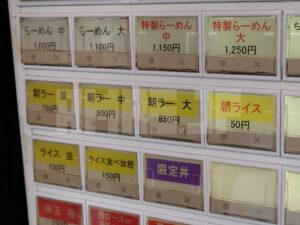 らーめん 中
1,000円
らーめん 大
1,100円
特製らーめん
中
1,150円
特製らーめん
大
1,250円
朝ラー 並
750円
朝ラー 中
800円
朝ラー 大
850円
朝ライス
50円
ライス 並
100円
ライス食べ放題
150円
限定丼